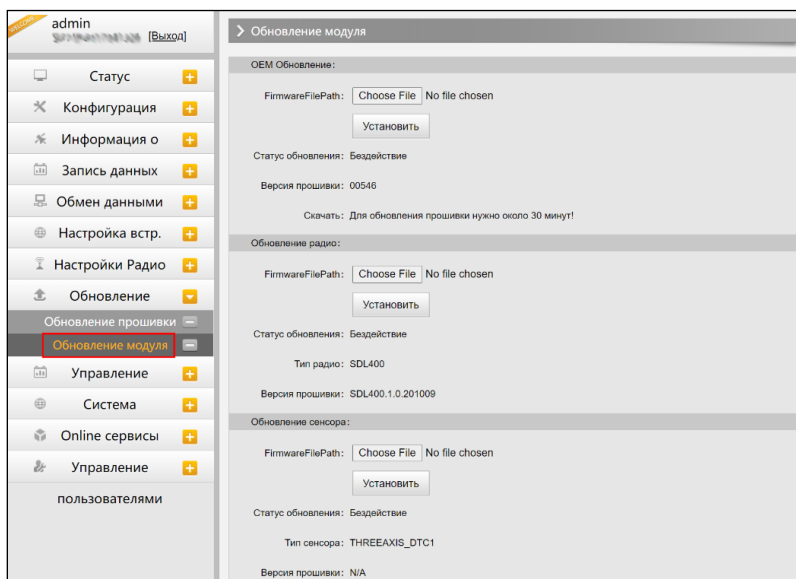 WELCOME
admin
[Выход]
Статус
Конфигурация
Информация о
Запись данных
Обмен данными
Настройка встр.
Настройки Радио
Обновление
Обновление прошивки
Обновление модуля
Управление
Система
Online сервисы
Управление
пользователями
Обновление модуля
OEM Обновление:
FirmwareFilePath: Choose File No file chosen
Установить
Статус обновления: Бездействие
Версия прошивки: 00546
Скачать: Для обновления прошивки нужно около 30 минут!
Обновление радио:
FirmwareFilePath: Choose File No file chosen
Установить
Статус обновления: Бездействие
Тип радио: SDL400
Версия прошивки: SDL400.1.0.201009
Обновление сенсора:
FirmwareFilePath: Choose File No file chosen
Установить
Статус обновления: Бездействие
Тип сенсора: THREEAXIS_DTC1
Версия прошивки: N/A